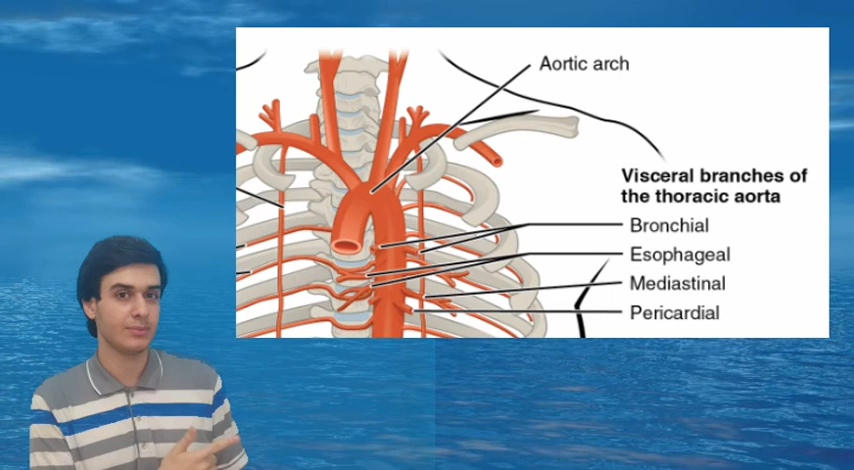 Aortic arch
Visceral branches of
the thoracic aorta
Bronchial
Esophageal
Mediastinal
Pericardial